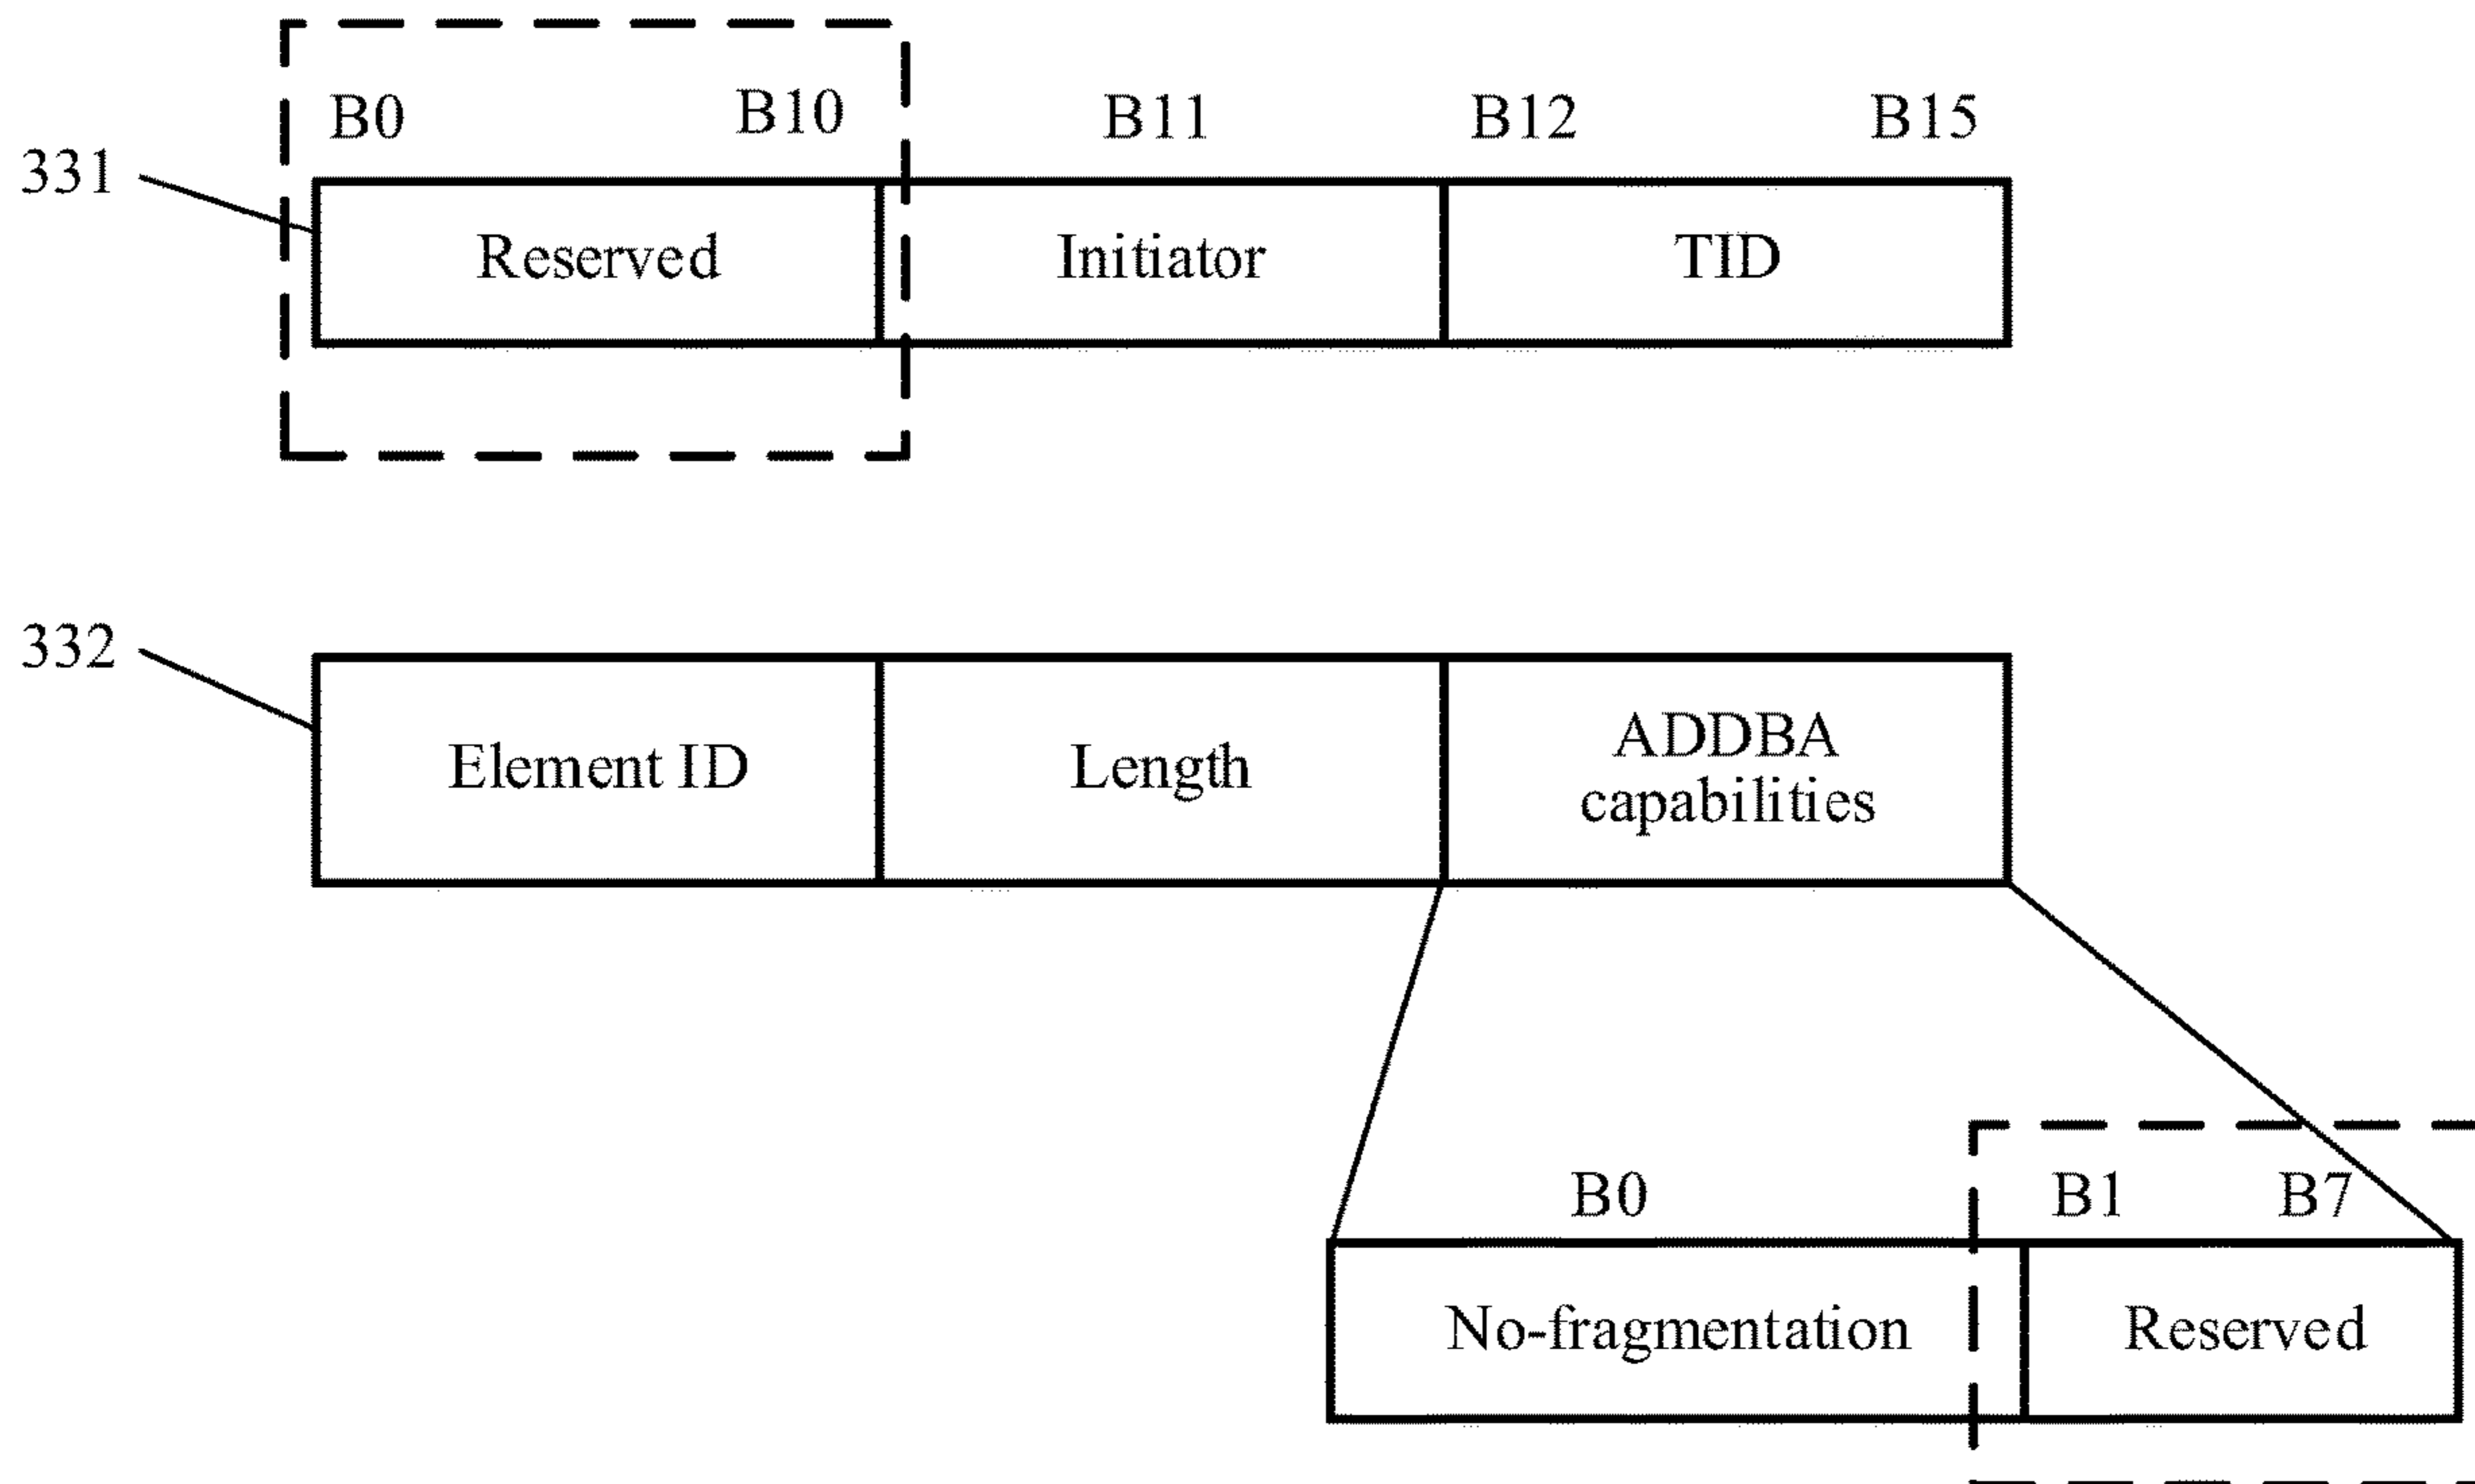 B0 B10 B11 B12 B15
331
Reserved Initiator TID
332
Element ID Length ADDBA capabilities
B0 B1 B7
No-fragmentation Reserved